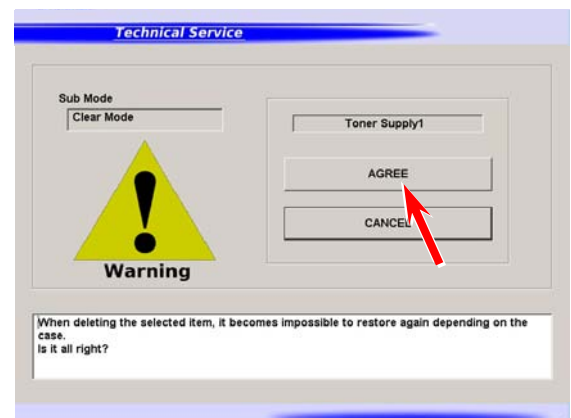 Technical Service
Sub Mode
Clear Mode
Toner Supply1
AGREE
CANCEL
Warning
When deleting the selected item, it becomes impossible to restore again depending on the
case.
Is it all right?